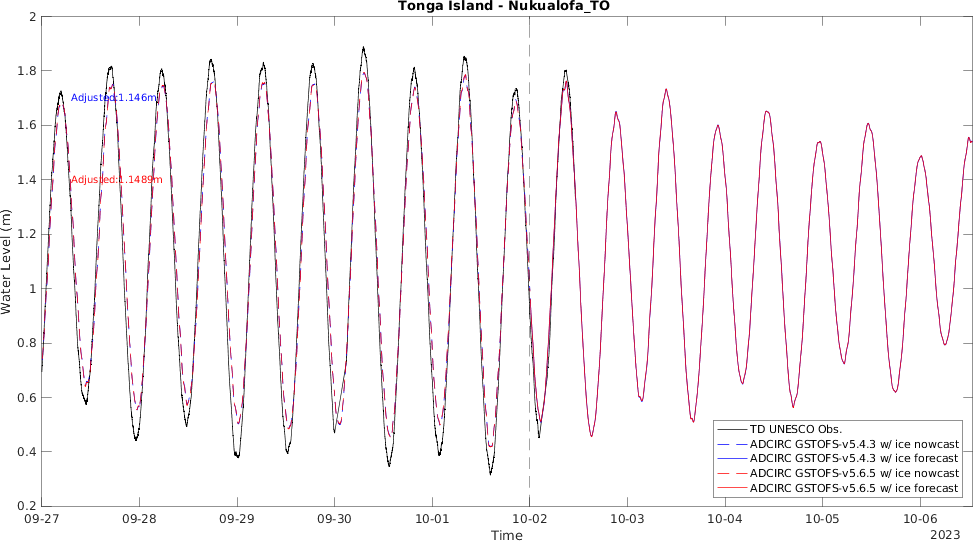 Tonga Island - Nukualofa_TO
2
1.8
Adjusted:1.146m
1.6
1.4
Adjusted:1.1489m
1.2
Water Level (m)
1
0.8
0.6
0.4
0.2
TD UNESCO Obs.
ADCIRC GSTOFS-v5.4.3 w/ ice nowcast
ADCIRC GSTOFS-v5.4.3 w/ ice forecast
ADCIRC GSTOFS-v5.6.5 w/ ice nowcast
ADCIRC GSTOFS-v5.6.5 w/ ice forecast
09-27 09-28 09-29 09-30 10-01 10-02 10-03 10-04 10-05 10-06
Time
2023